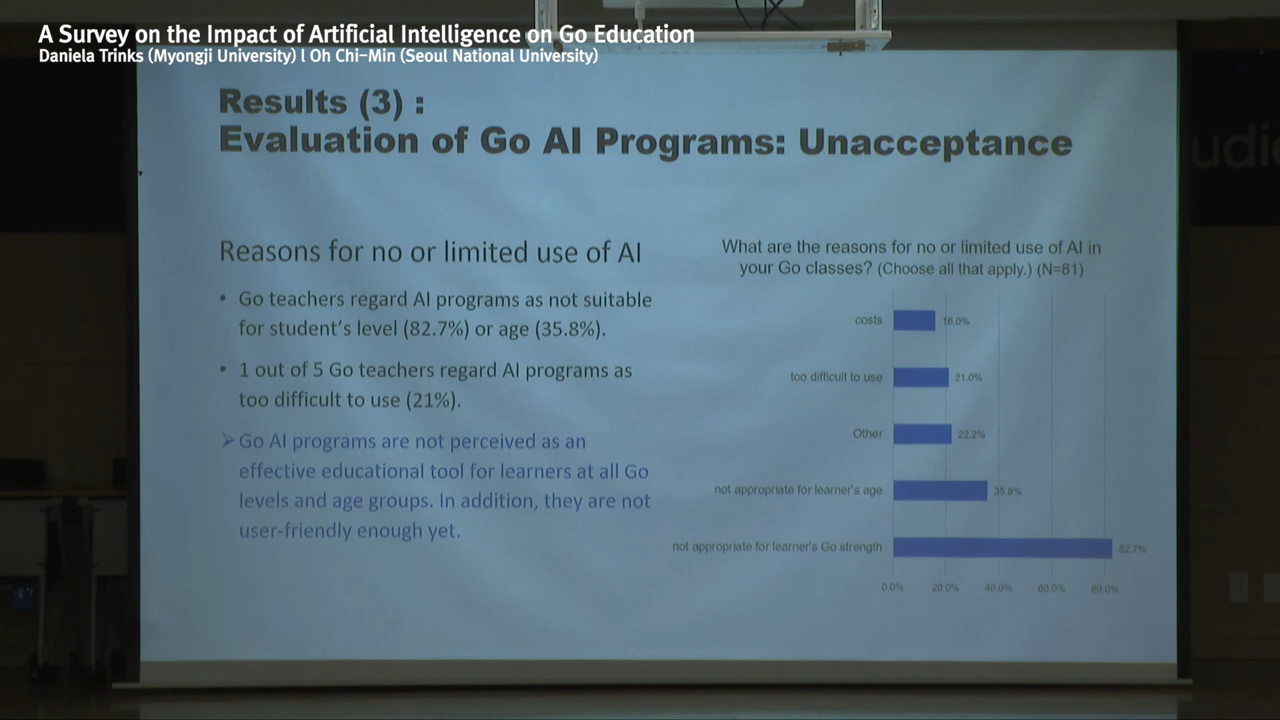 A Survey on the Impact of Artificial Intelligence on Go Education
Daniela Trinks (Myongji University) l Oh Chi-Min (Seoul National University)
Results (3) :
Evaluation of Go AI Programs: Unacceptance
Reasons for no or limited use of AI
• Go teachers regard AI programs as not suitable
for student's level (82.7%) or age (35.8%).
• 1 out of 5 Go teachers regard AI programs as
too difficult to use (21%).
➢ Go AI programs are not perceived as an
effective educational tool for learners at all Go
levels and age groups. In addition, they are not
user-friendly enough yet.
What are the reasons for no or limited use of AI in
your Go classes? (Choose all that apply.) (N=81)
costs 16.0%
too difficult to use 21.0%
Other 22.2%
not appropriate for learner's age 35.8%
not appropriate for learner's Go strength 82.7%
0.0% 20.0% 40.0% 60.0% 80.0%